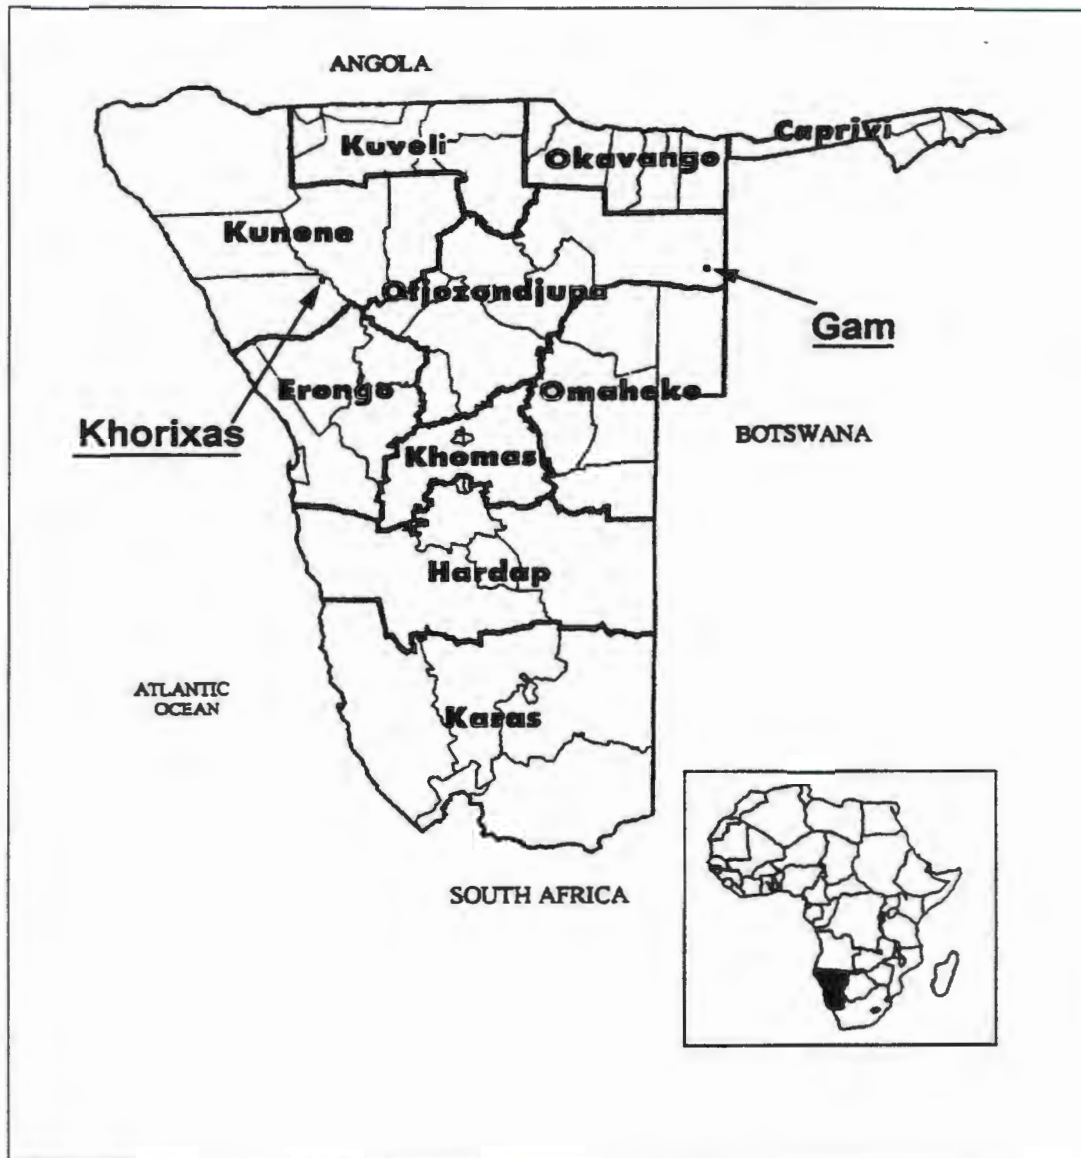 ANGOLA
Caprivi
Kuveli
Okavango
Kunene
Otjozondjupa
Gam
Erongo
Omaheke
Khorixas
BOTSWANA
Khomas
Hardap
ATLANTIC
OCEAN
Karas
SOUTH AFRICA